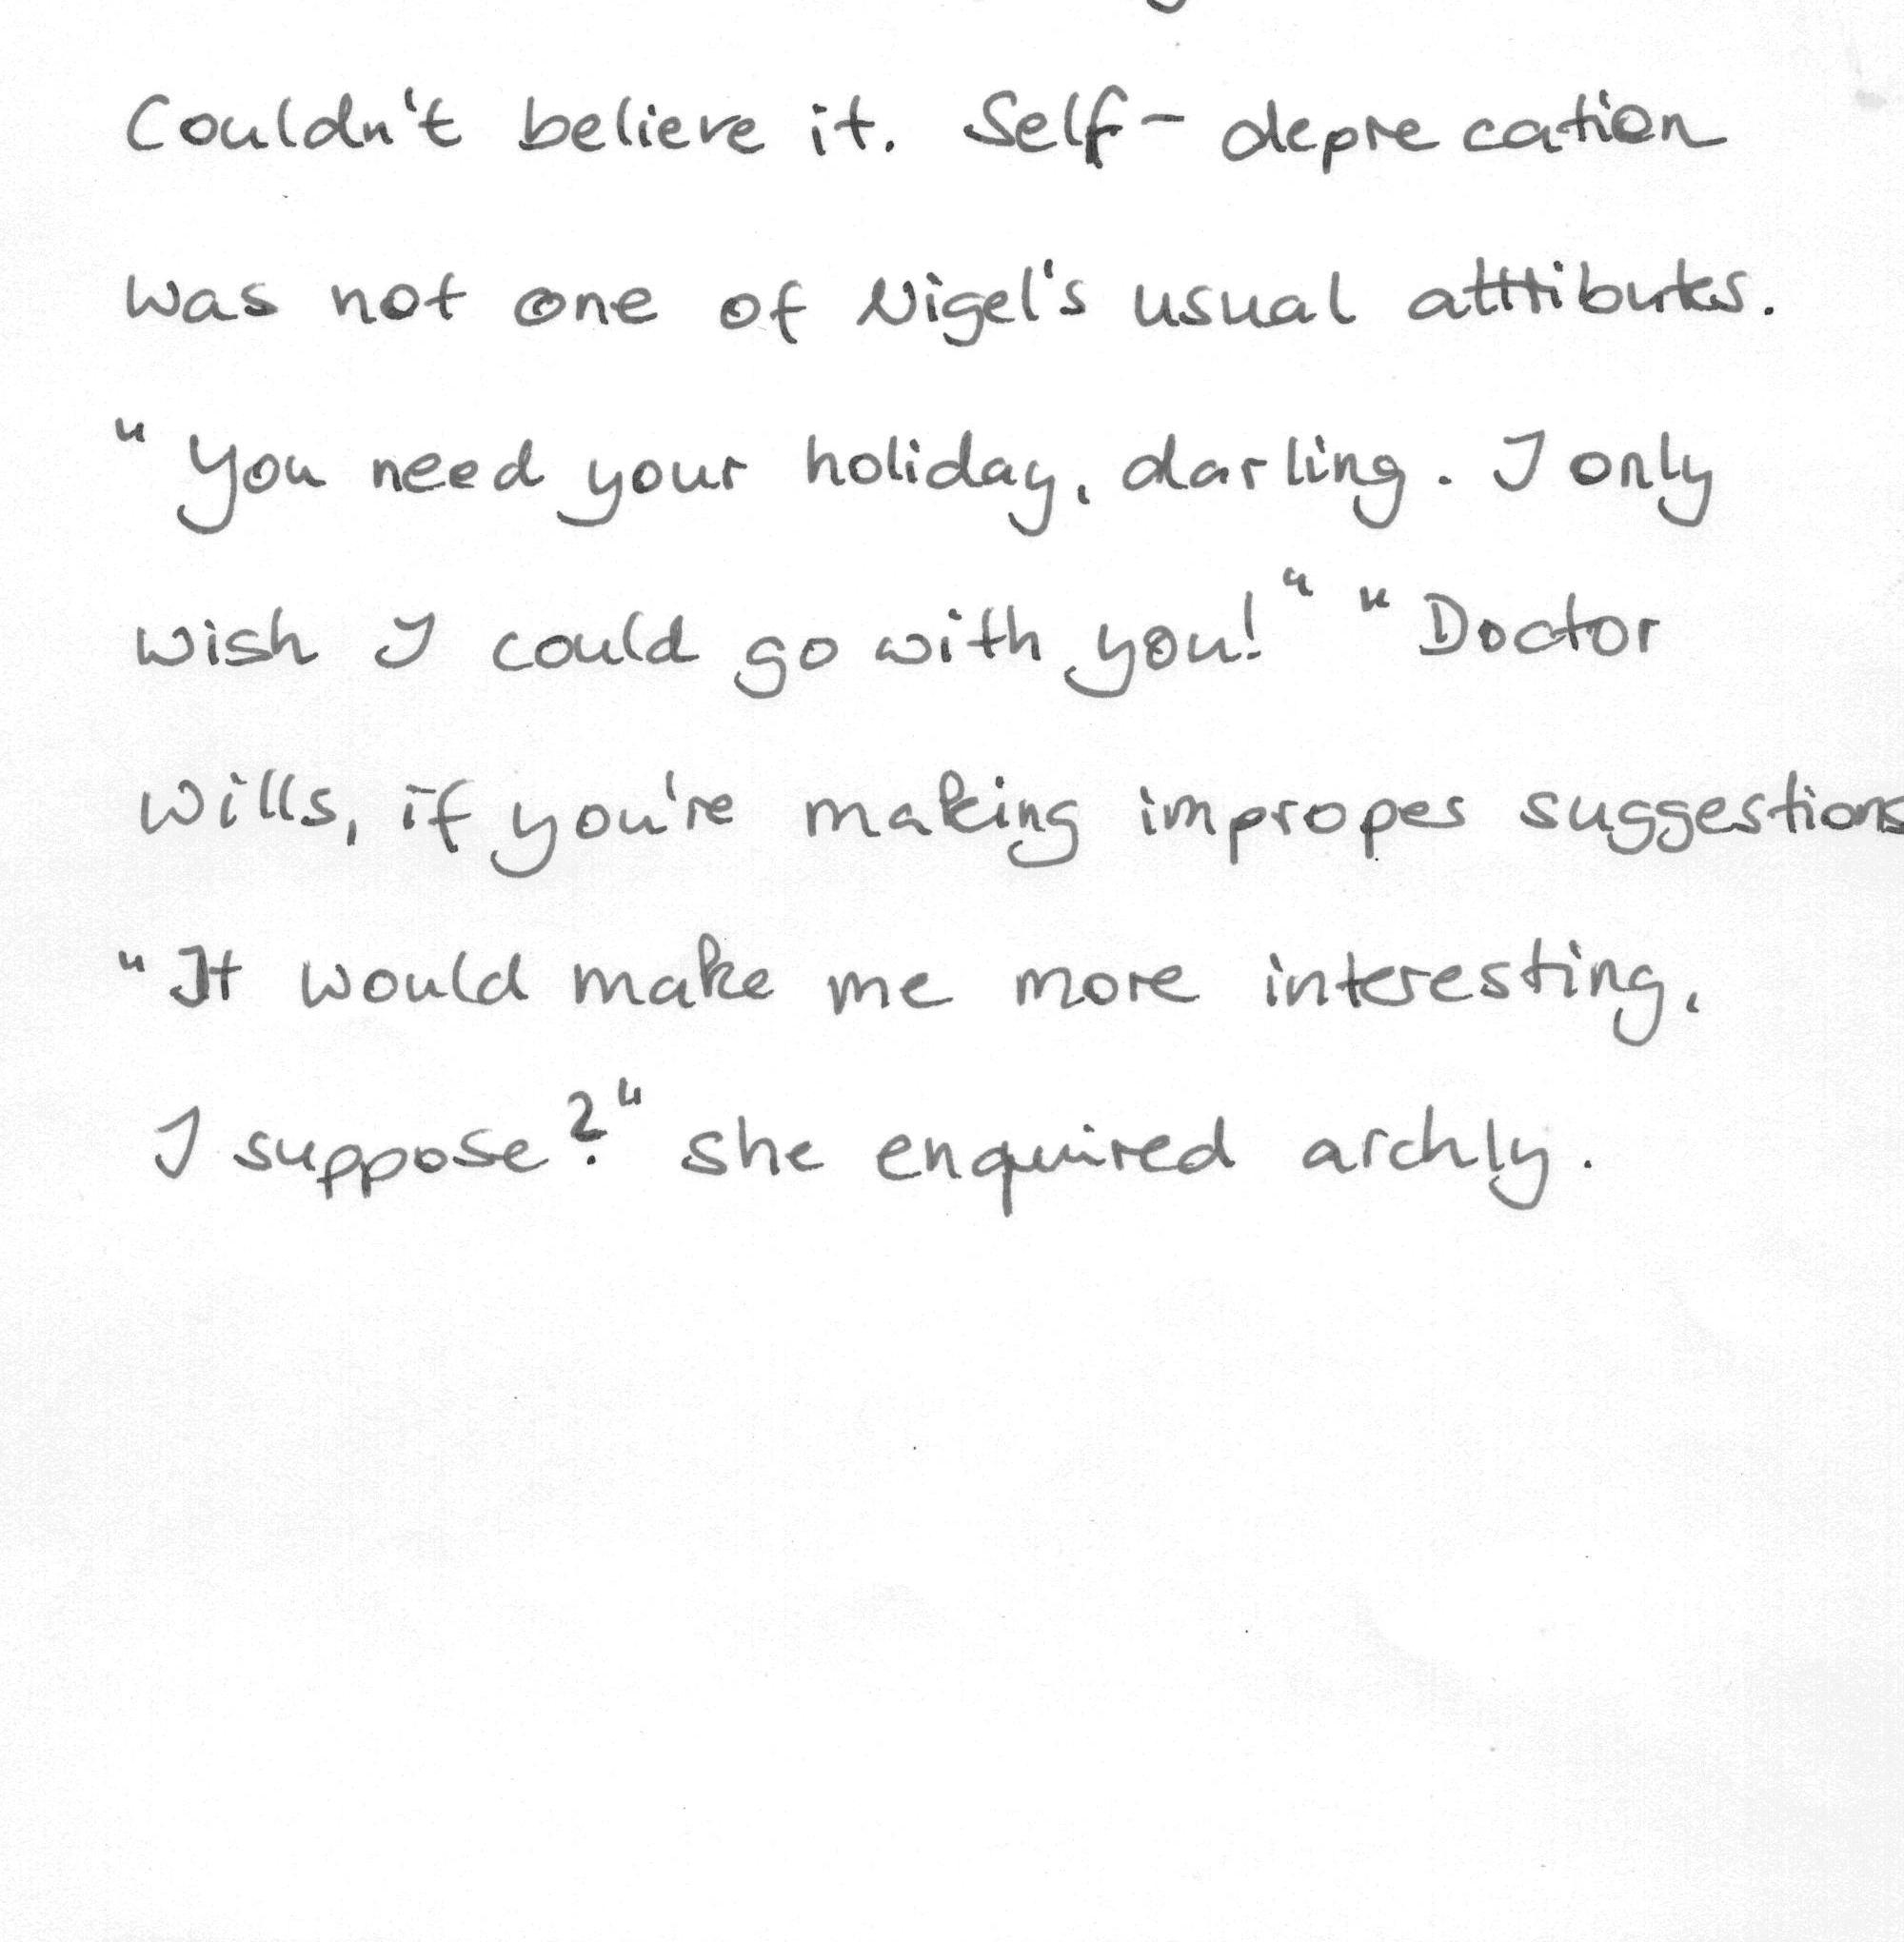 Couldn't believe it. Self-deprecation
was not one of Nigel's usual attributes.
"You need your holiday, darling. I only
wish I could go with you!" "Doctor
Wills, if you're making impropes suggestions
"It would make me more interesting,
I suppose?" she enquired archly.